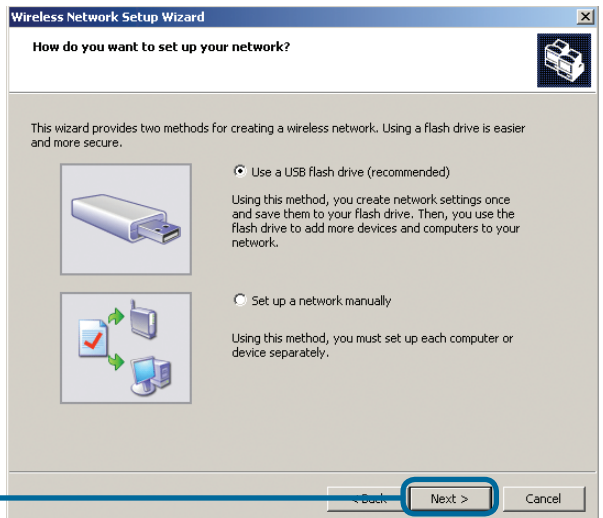 Wireless Network Setup Wizard
How do you want to set up your network?
This wizard provides two methods for creating a wireless network. Using a flash drive is easier
and more secure.
Use a USB flash drive (recommended)
Using this method, you create network settings once
and save them to your flash drive. Then, you use the
flash drive to add more devices and computers to your
network.
Set up a network manually
Using this method, you must set up each computer or
device separately.
< Back Next > Cancel